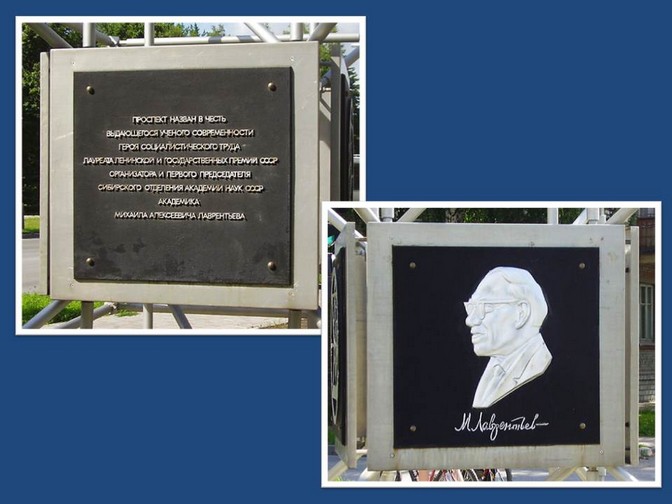 ПРОСПЕКТ НАЗВАН В ЧЕСТЬ
ВЫДАЮЩЕГОСЯ УЧЕНОГО СОВРЕМЕННОСТИ
ГЕРОЯ СОЦИАЛИСТИЧЕСКОГО ТРУДА
ЛАУРЕАТА ЛЕНИНСКОЙ И ГОСУДАРСТВЕННЫХ ПРЕМИЙ СССР
ОРГАНИЗАТОРА И ПЕРВОГО ПРЕДСЕДАТЕЛЯ
СИБИРСКОГО ОТДЕЛЕНИЯ АКАДЕМИИ НАУК СССР
АКАДЕМИКА
МИХАИЛА АЛЕКСЕЕВИЧА ЛАВРЕНТЬЕВА
М Лаврентьев